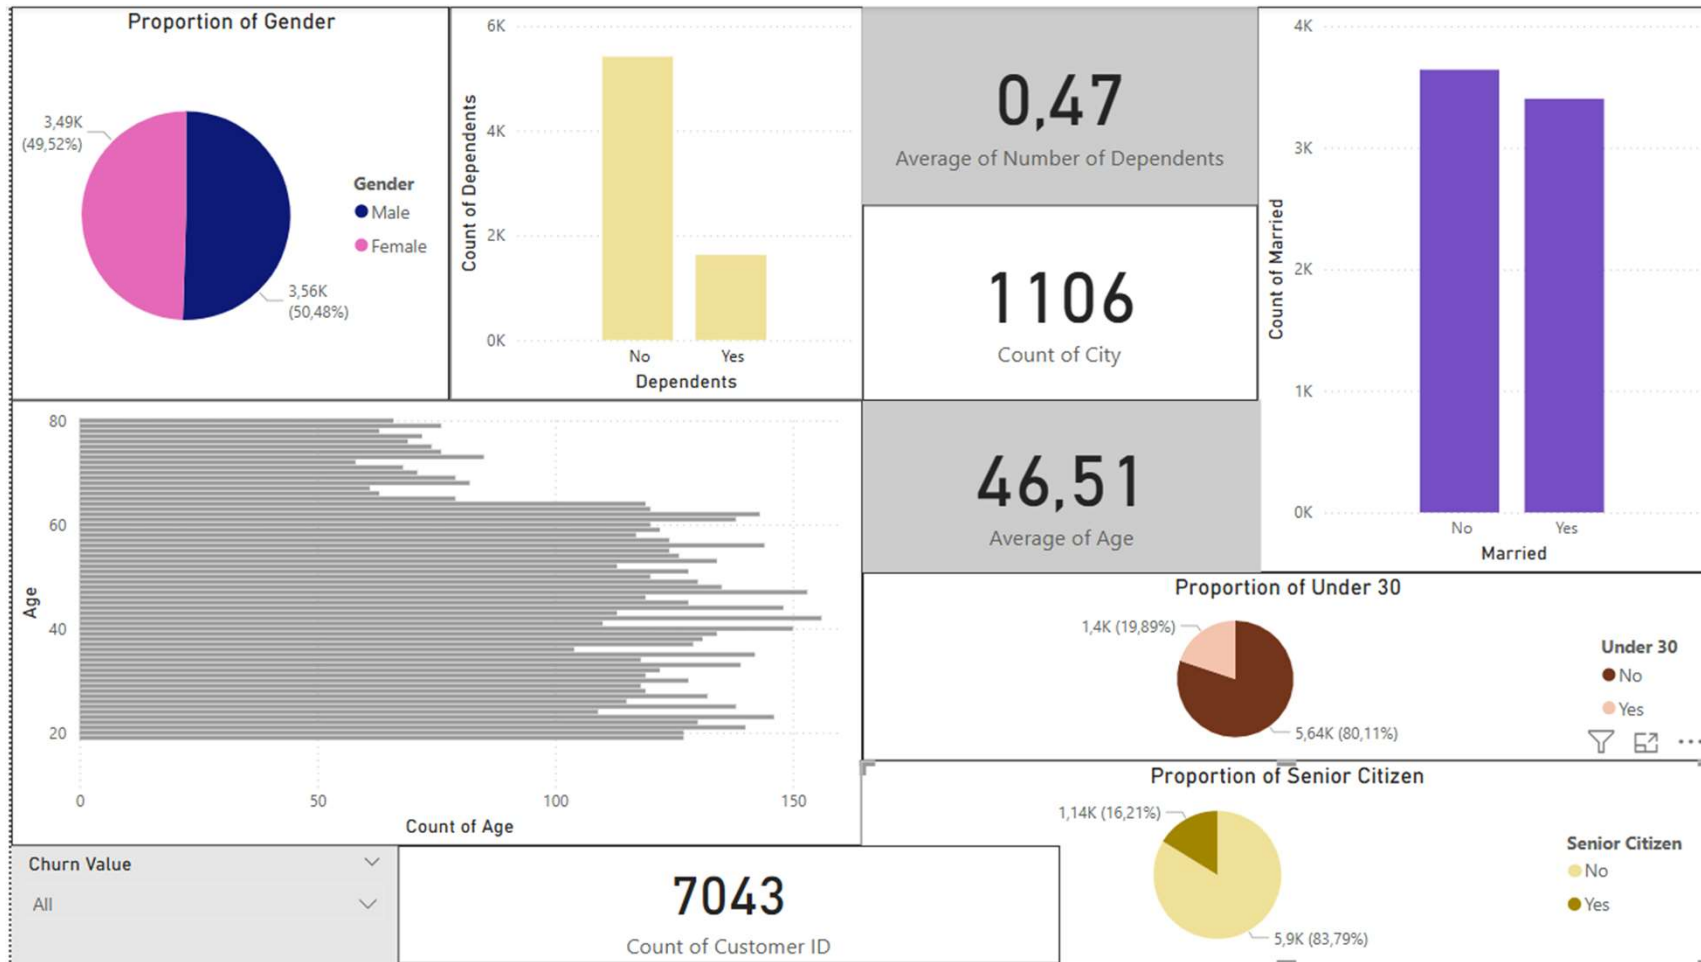 Proportion of Gender
3,49K
(49,52%)
3,56K
(50,48%)
Gender
Male
Female
6K
4K
2K
0K
Count of Dependents
No
Yes
Dependents
0,47
Average of Number of Dependents
1106
Count of City
46,51
Average of Age
4K
3K
2K
1K
0K
Count of Married
No
Yes
Married
80
60
40
20
Age
0
50
100
150
Count of Age
Proportion of Under 30
1,4K (19,89%)
5,64K (80,11%)
Under 30
No
Yes
Proportion of Senior Citizen
1,14K (16,21%)
5,9K (83,79%)
Senior Citizen
No
Yes
Churn Value
All
7043
Count of Customer ID